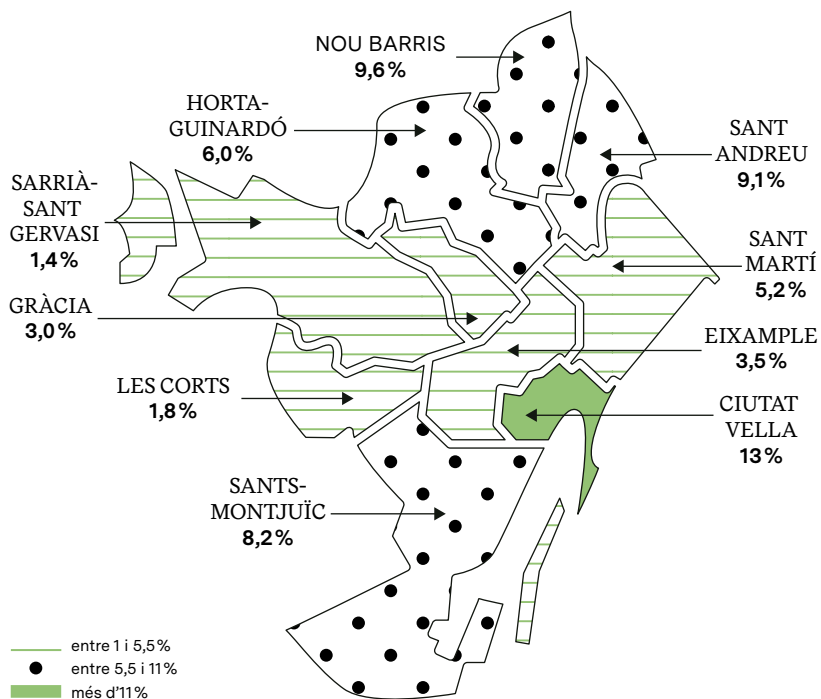 NOU BARRIS
9,6%
HORTA-
GUINARDÓ
6,0%
SANT
ANDREU
9,1%
SARRIÀ-
SANT
GERVASI
1,4%
SANT
MARTÍ
5,2%
GRÀCIA
3,0%
EIXAMPLE
3,5%
LES CORTS
1,8%
CIUTAT
VELLA
13%
SANTS-
MONTJUÏC
8,2%
entre 1 i 5,5%
entre 5,5 i 11%
més d'11%